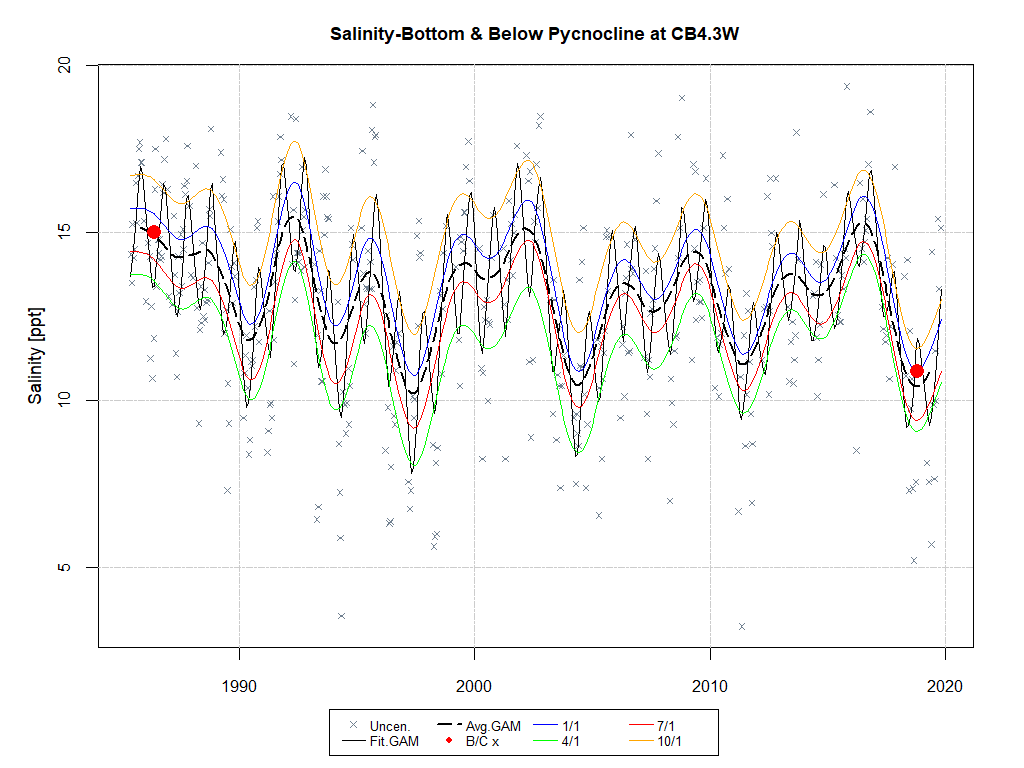 Salinity-Bottom & Below Pycnocline at CB4.3W
20
15
10
5
Salinity [ppt]
1990 2000 2010 2020
Uncen. Avg.GAM 1/1 7/1
Fit.GAM B/C x 4/1 10/1